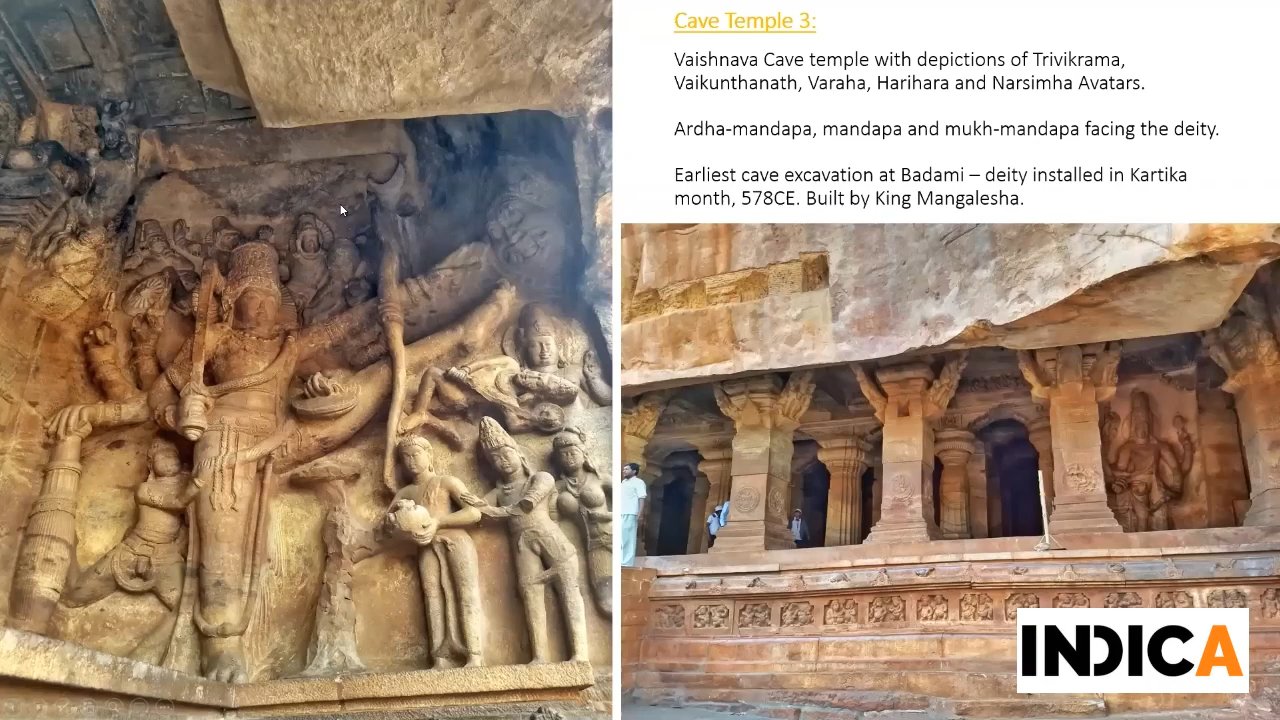 Cave Temple 3:
Vaishnava Cave temple with depictions of Trivikrama,
Vaikunthanath, Varaha, Harihara and Narsimha Avatars.
Ardha-mandapa, mandapa and mukh-mandapa facing the deity.
Earliest cave excavation at Badami – deity installed in Kartika
month, 578CE. Built by King Mangalesha.
INDICA